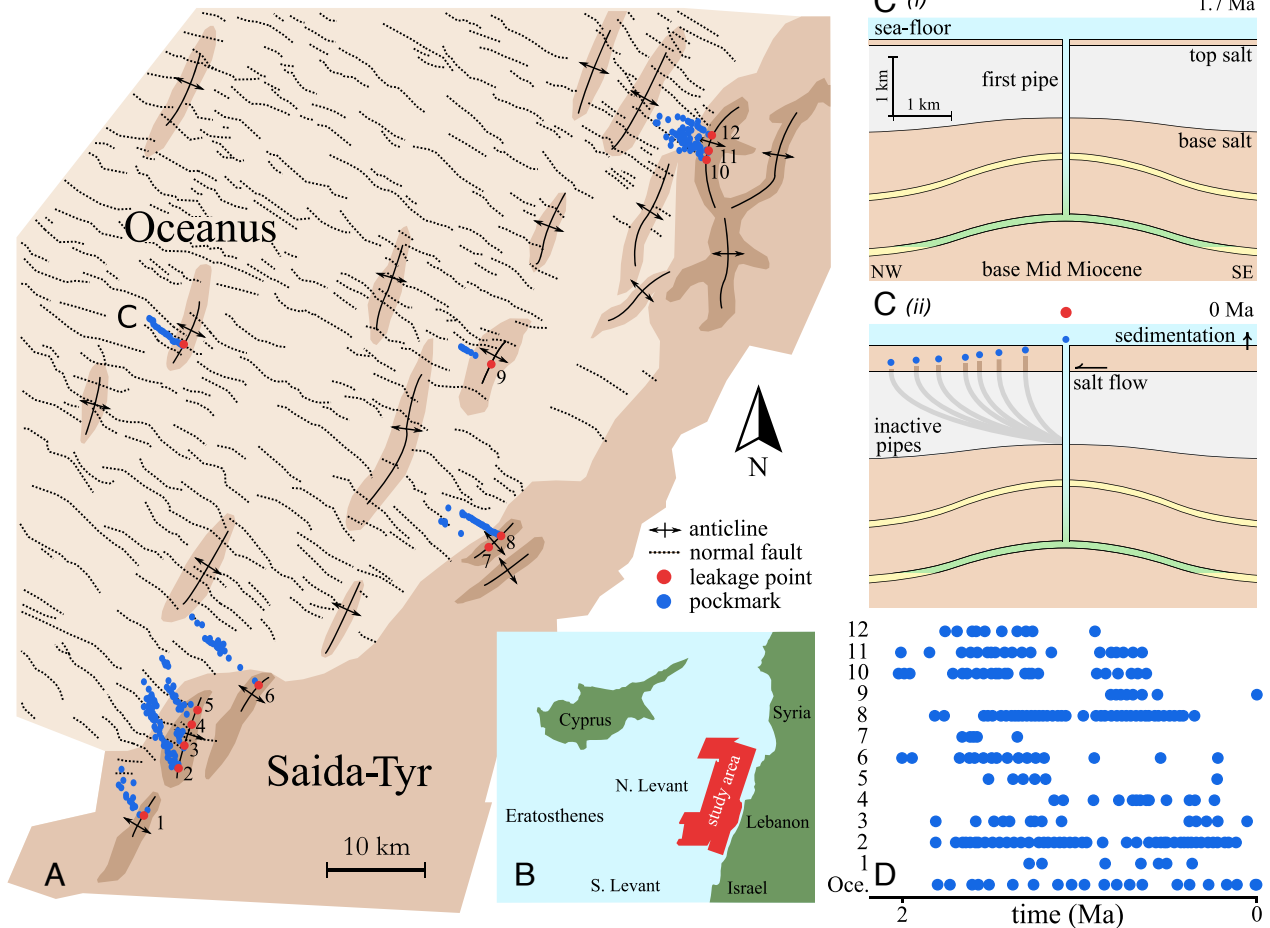 Oceanus
C
12
11
10
9
8
7
6
5
4
3
2
1
N
anticline
normal fault
leakage point
pockmark
Saida-Tyr
10 km
A
Cyprus
Syria
N. Levant
study area
Eratosthenes
Lebanon
S. Levant
Israel
B
C (i)
1.7 Ma
sea-floor
top salt
first pipe
1 km
1 km
base salt
NW
base Mid Miocene
SE
C (ii)
0 Ma
sedimentation
salt flow
inactive
pipes
12
11
10
9
8
7
6
5
4
3
2
1
D
Oce.
2
time (Ma)
0